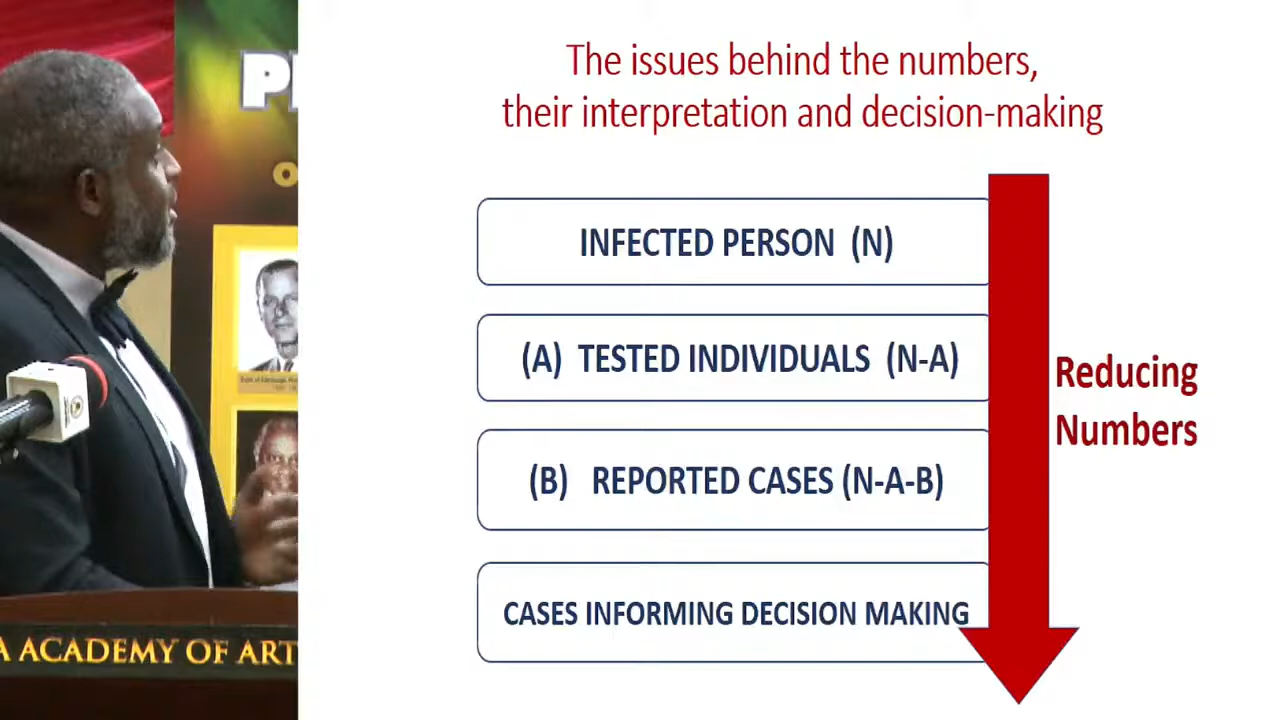 The issues behind the numbers,
their interpretation and decision-making
INFECTED PERSON (N)
(A) TESTED INDIVIDUALS (N-A)
(B) REPORTED CASES (N-A-B)
CASES INFORMING DECISION MAKING
Reducing
Numbers
A ACADEMY OF ART